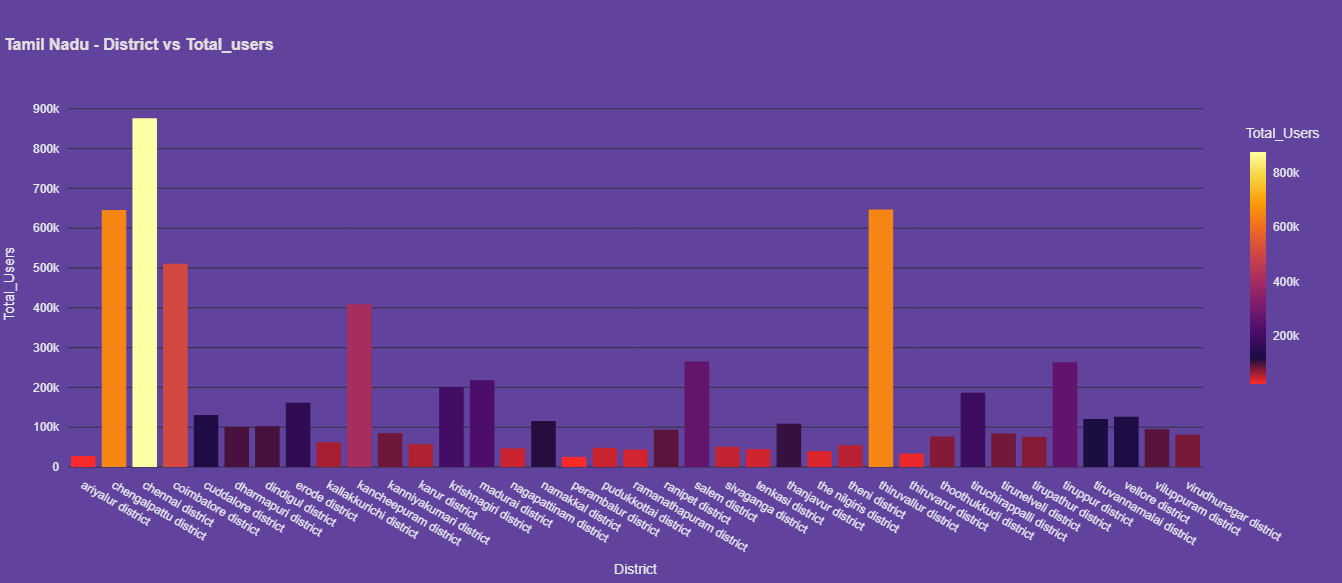 Tamil Nadu - District vs Total_users
900k
800k
700k
600k
500k
400k
300k
200k
100k
0
Total_Users
ariyalur district
chengalpattu district
chennai district
coimbatore district
cuddalore district
dharmapuri district
dindigul district
erode district
kallakkurichi district
kancheepuram district
kanniyakumari district
karur district
krishnagiri district
madurai district
nagapattinam district
namakkal district
perambalur district
pudukkottai district
ramanathapuram district
ranipet district
salem district
sivaganga district
tenkasi district
thanjavur district
the nilgiris district
theni district
thiruvallur district
thiruvarur district
thoothukkudi district
tiruchirappalli district
tirunelveli district
tirupathur district
tiruppur district
tiruvannamalai district
vellore district
viluppuram district
virudhunagar district
District
Total_Users
800k
600k
400k
200k